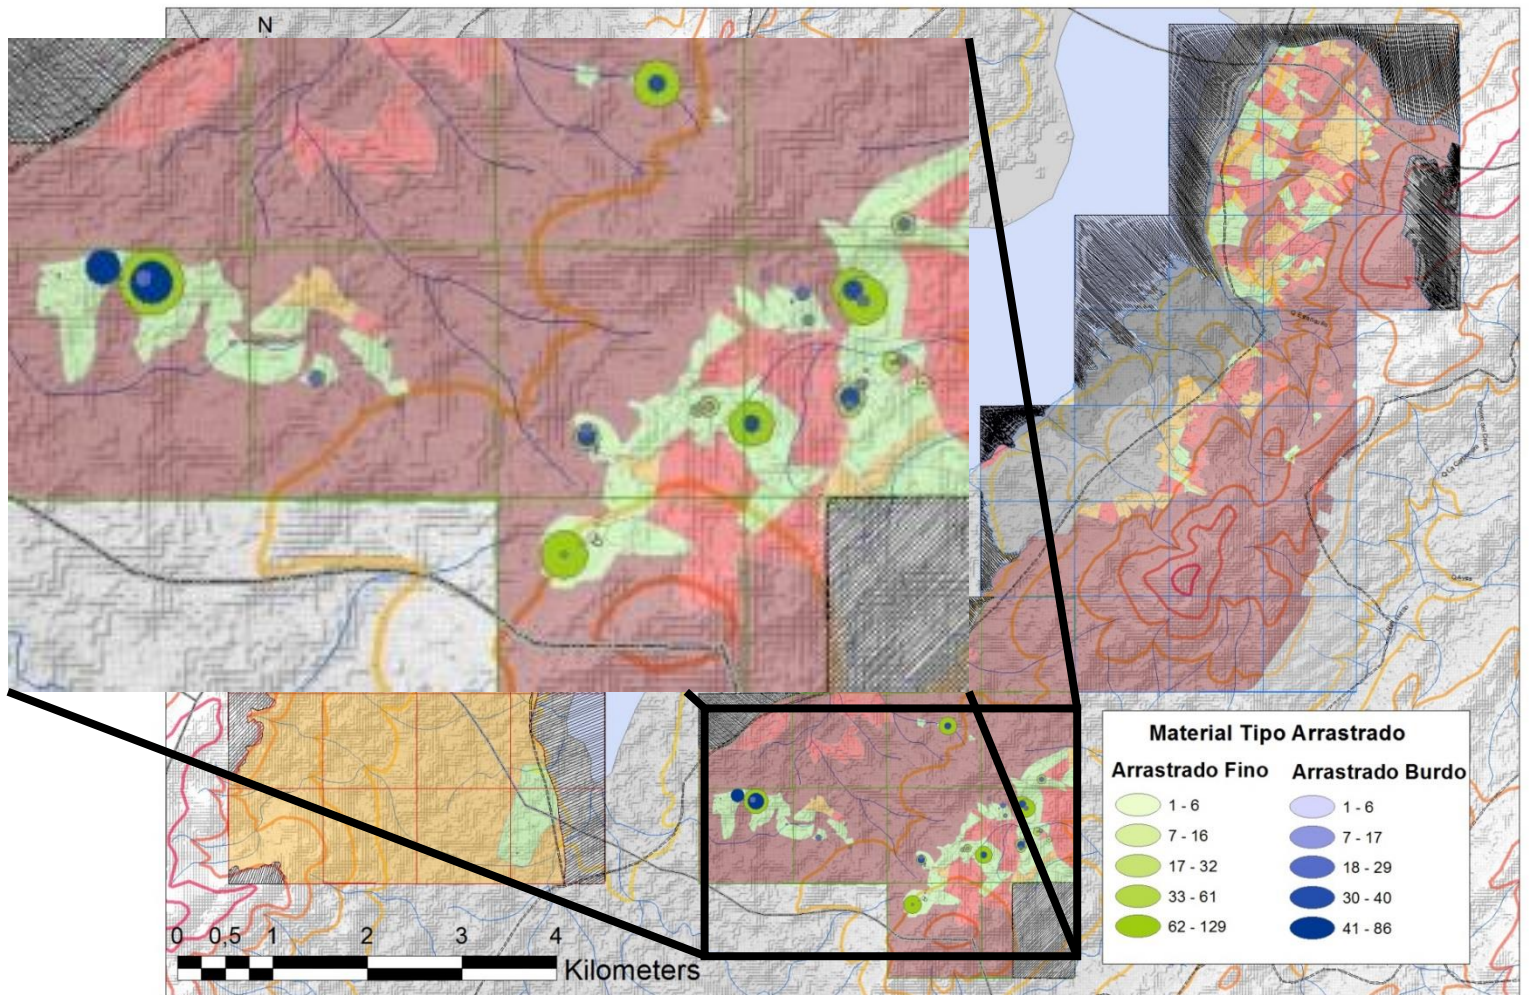 N
Material Tipo Arrastrado
Arrastrado Fino Arrastrado Burdo
1 - 6 1 - 6
7 - 16 7 - 17
17 - 32 18 - 29
33 - 61 30 - 40
62 - 129 41 - 86
0 0,5 1 2 3 4
Kilometers